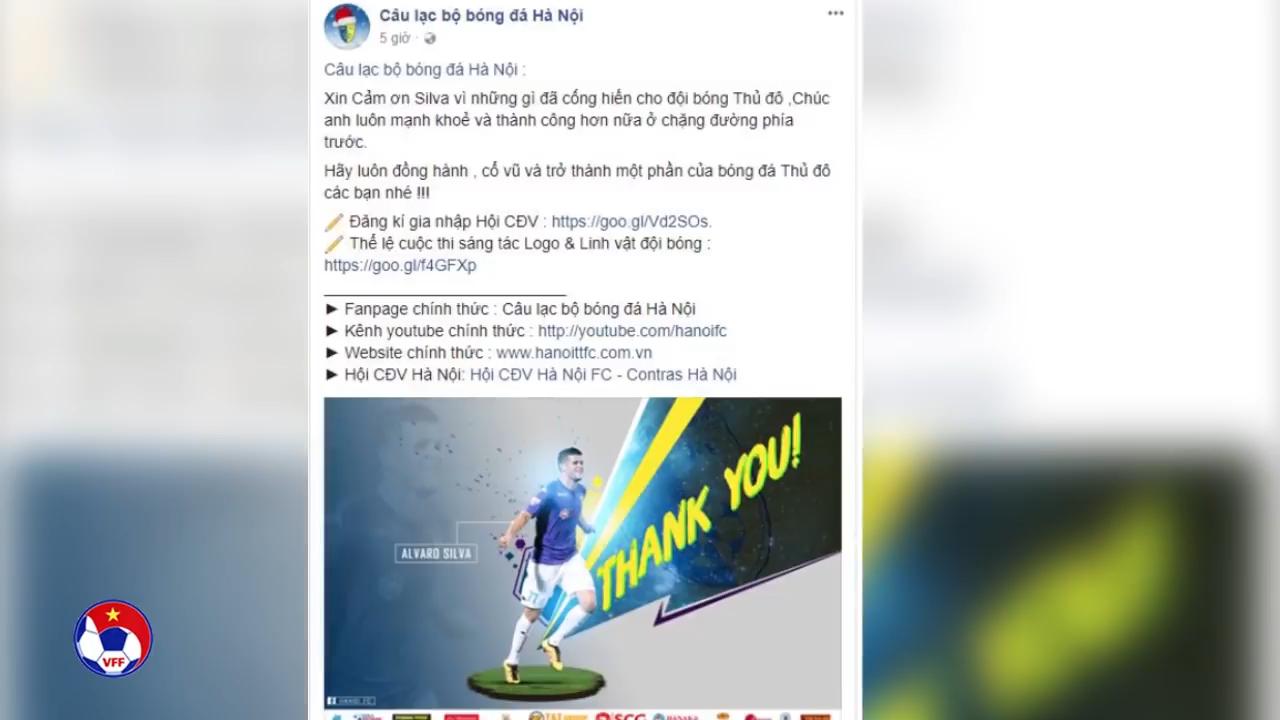 Câu lạc bộ bóng đá Hà Nội
5 giờ ·
Câu lạc bộ bóng đá Hà Nội :
Xin Cảm ơn Silva vì những gì đã cống hiến cho đội bóng Thủ đô ,Chúc
anh luôn mạnh khoẻ và thành công hơn nữa ở chặng đường phía
trước.
Hãy luôn đồng hành , cổ vũ và trở thành một phần của bóng đá Thủ đô
các bạn nhé !!!
Đăng kí gia nhập Hội CĐV : https://goo.gl/Vd2SOs.
Thể lệ cuộc thi sáng tác Logo & Linh vật đội bóng :
https://goo.gl/f4GFXp
► Fanpage chính thức : Câu lạc bộ bóng đá Hà Nội
► Kênh youtube chính thức : http://youtube.com/hanoifc
► Website chính thức : www.hanoittfc.com.vn
► Hội CĐV Hà Nội: Hội CĐV Hà Nội FC - Contras Hà Nội
THANK YOU!
ALVARO SILVA
VFF
HANOI FC
SCG